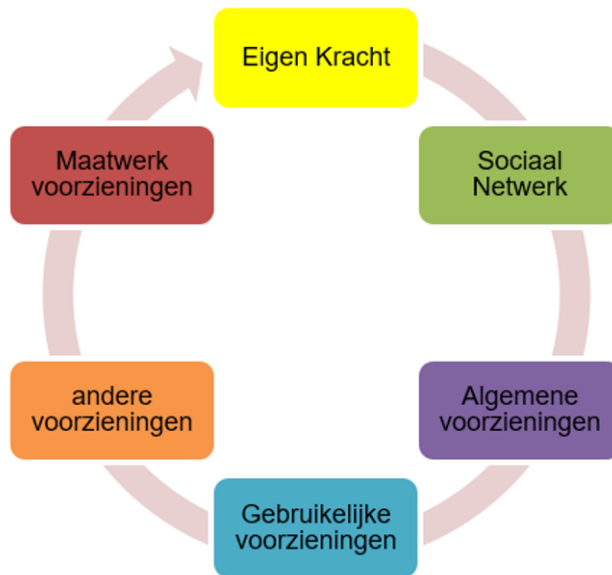 Eigen Kracht
Sociaal
Netwerk
Algemene
voorzieningen
Gebruikelijke
voorzieningen
andere
voorzieningen
Maatwerk
voorzieningen